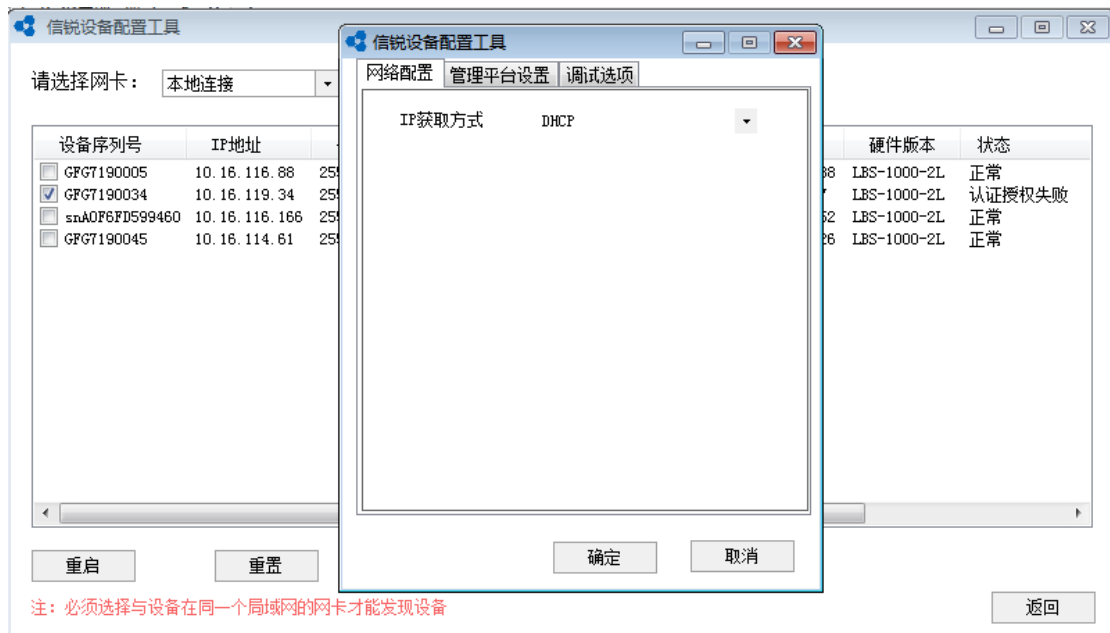 信锐设备配置工具
请选择网卡： 本地连接
设备序列号 IP地址 硬件版本 状态
GFG7190005 10.16.116.88 255 88 LBS-1000-2L 正常
GFG7190034 10.16.119.34 255 LBS-1000-2L 认证授权失败
snA0F6FD599460 10.16.116.166 255 52 LBS-1000-2L 正常
GFG7190045 10.16.114.61 255 26 LBS-1000-2L 正常
信锐设备配置工具
网络配置 管理平台设置 调试选项
IP获取方式 DHCP
确定 取消
重启 重置
注：必须选择与设备在同一个局域网的网卡才能发现设备
返回